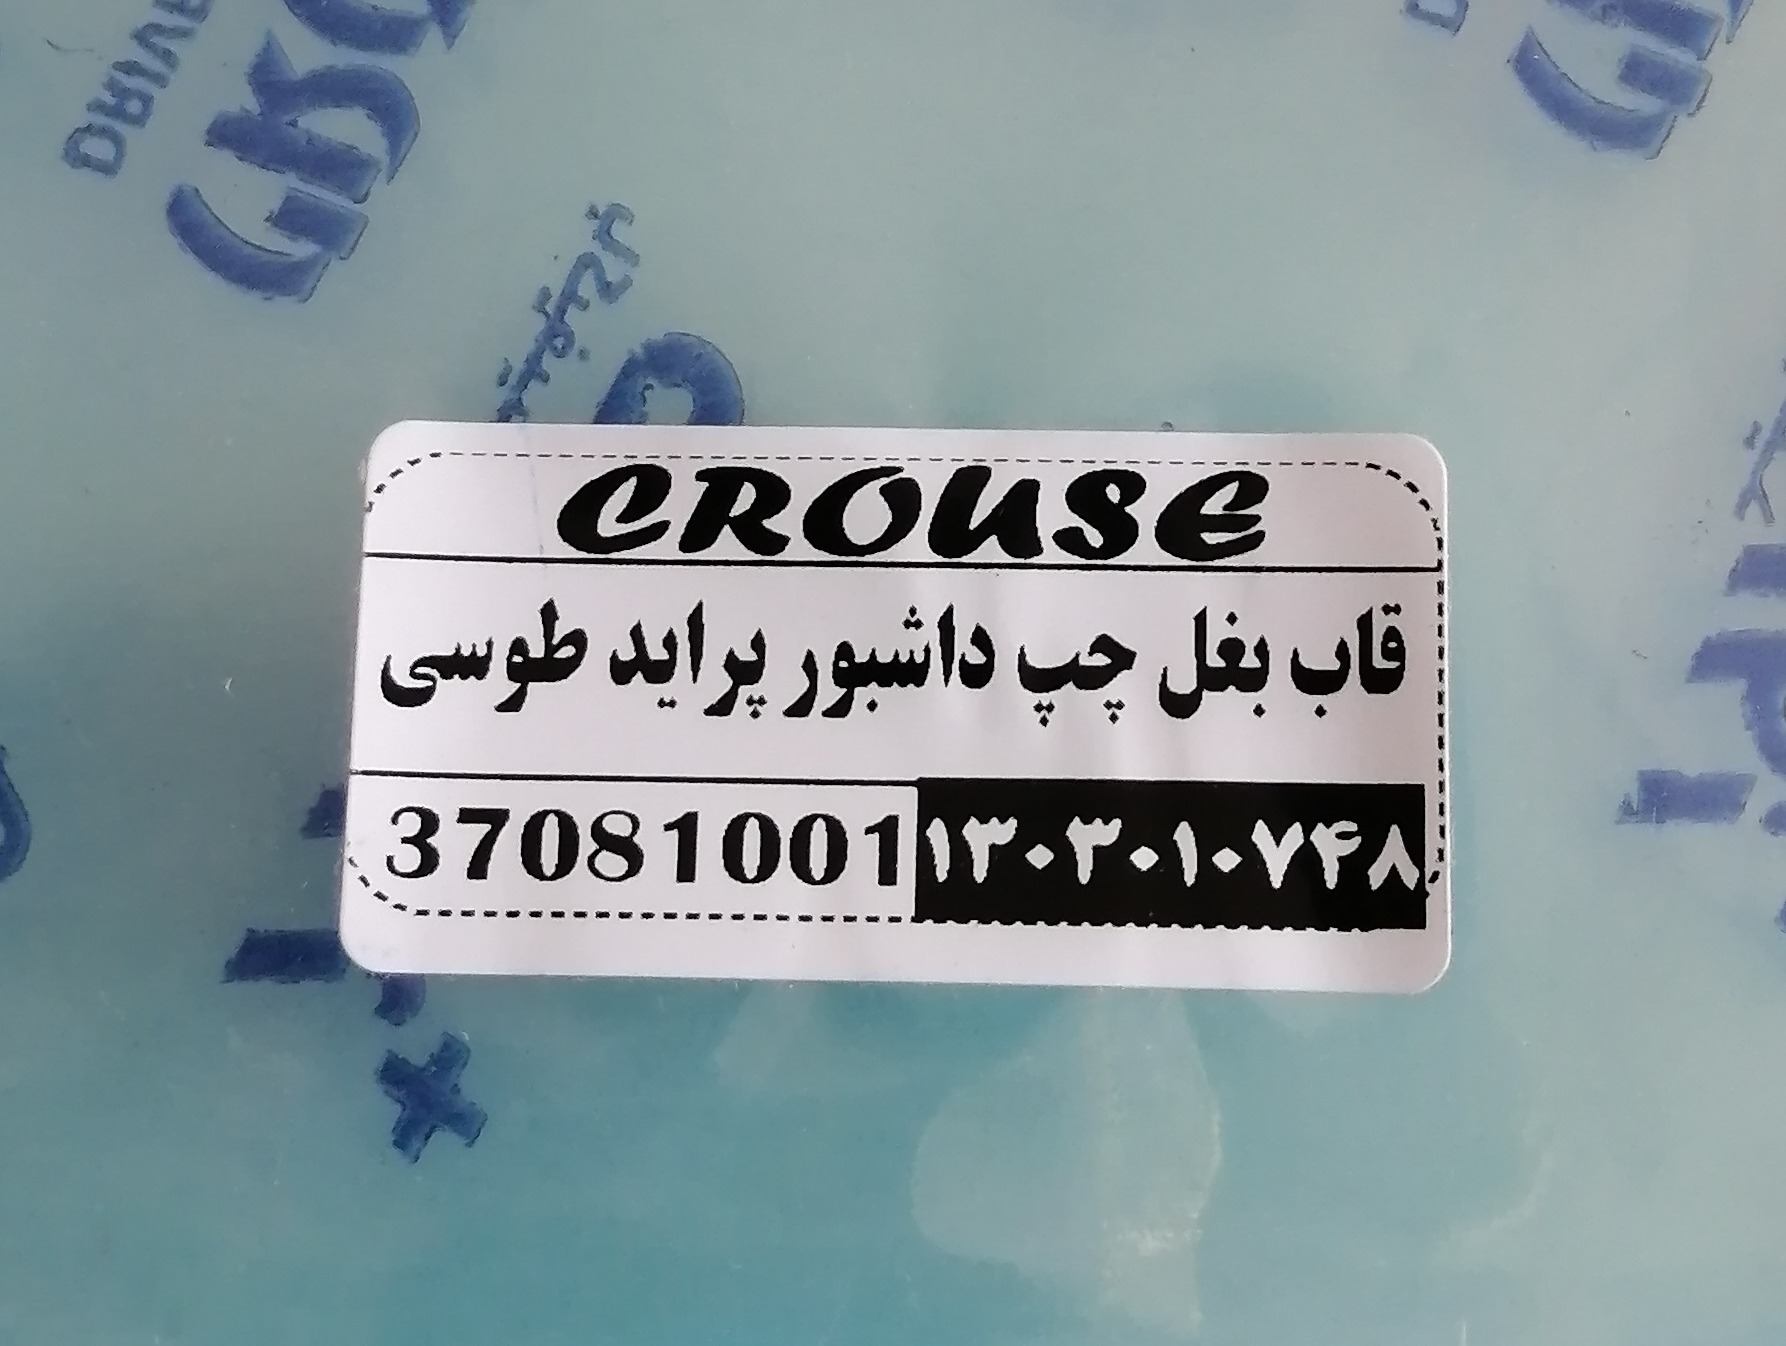 CROUSE
قاب بغل چپ داشبور پراید طوسی
37081001 ۱۳۰۳۰۱۰۷۴۸